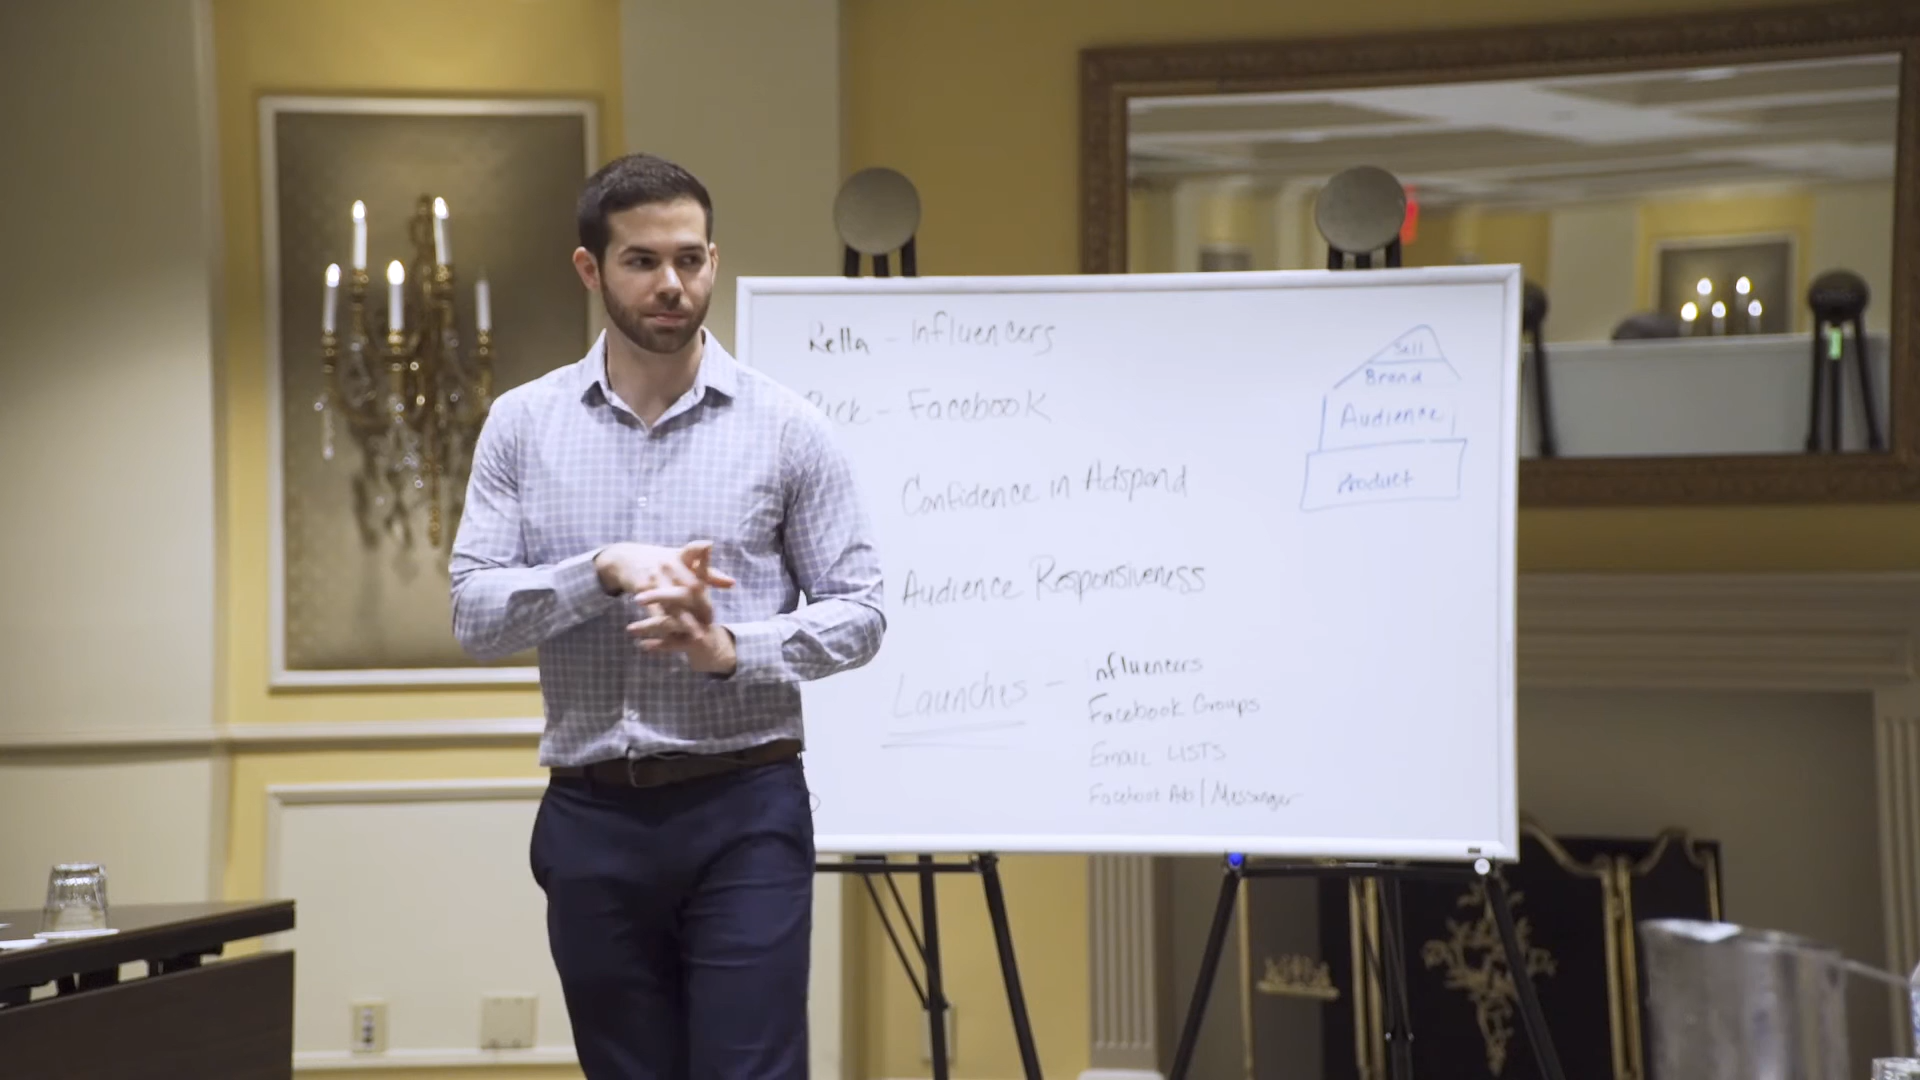 Rella - Influencers
Rick - Facebook
Confidence in Adspend
Audience Responsiveness
Launches - Influencers
Facebook Groups
Email LISTS
Facebook Ads / Messenger
Sell
Brand
Audience
Product